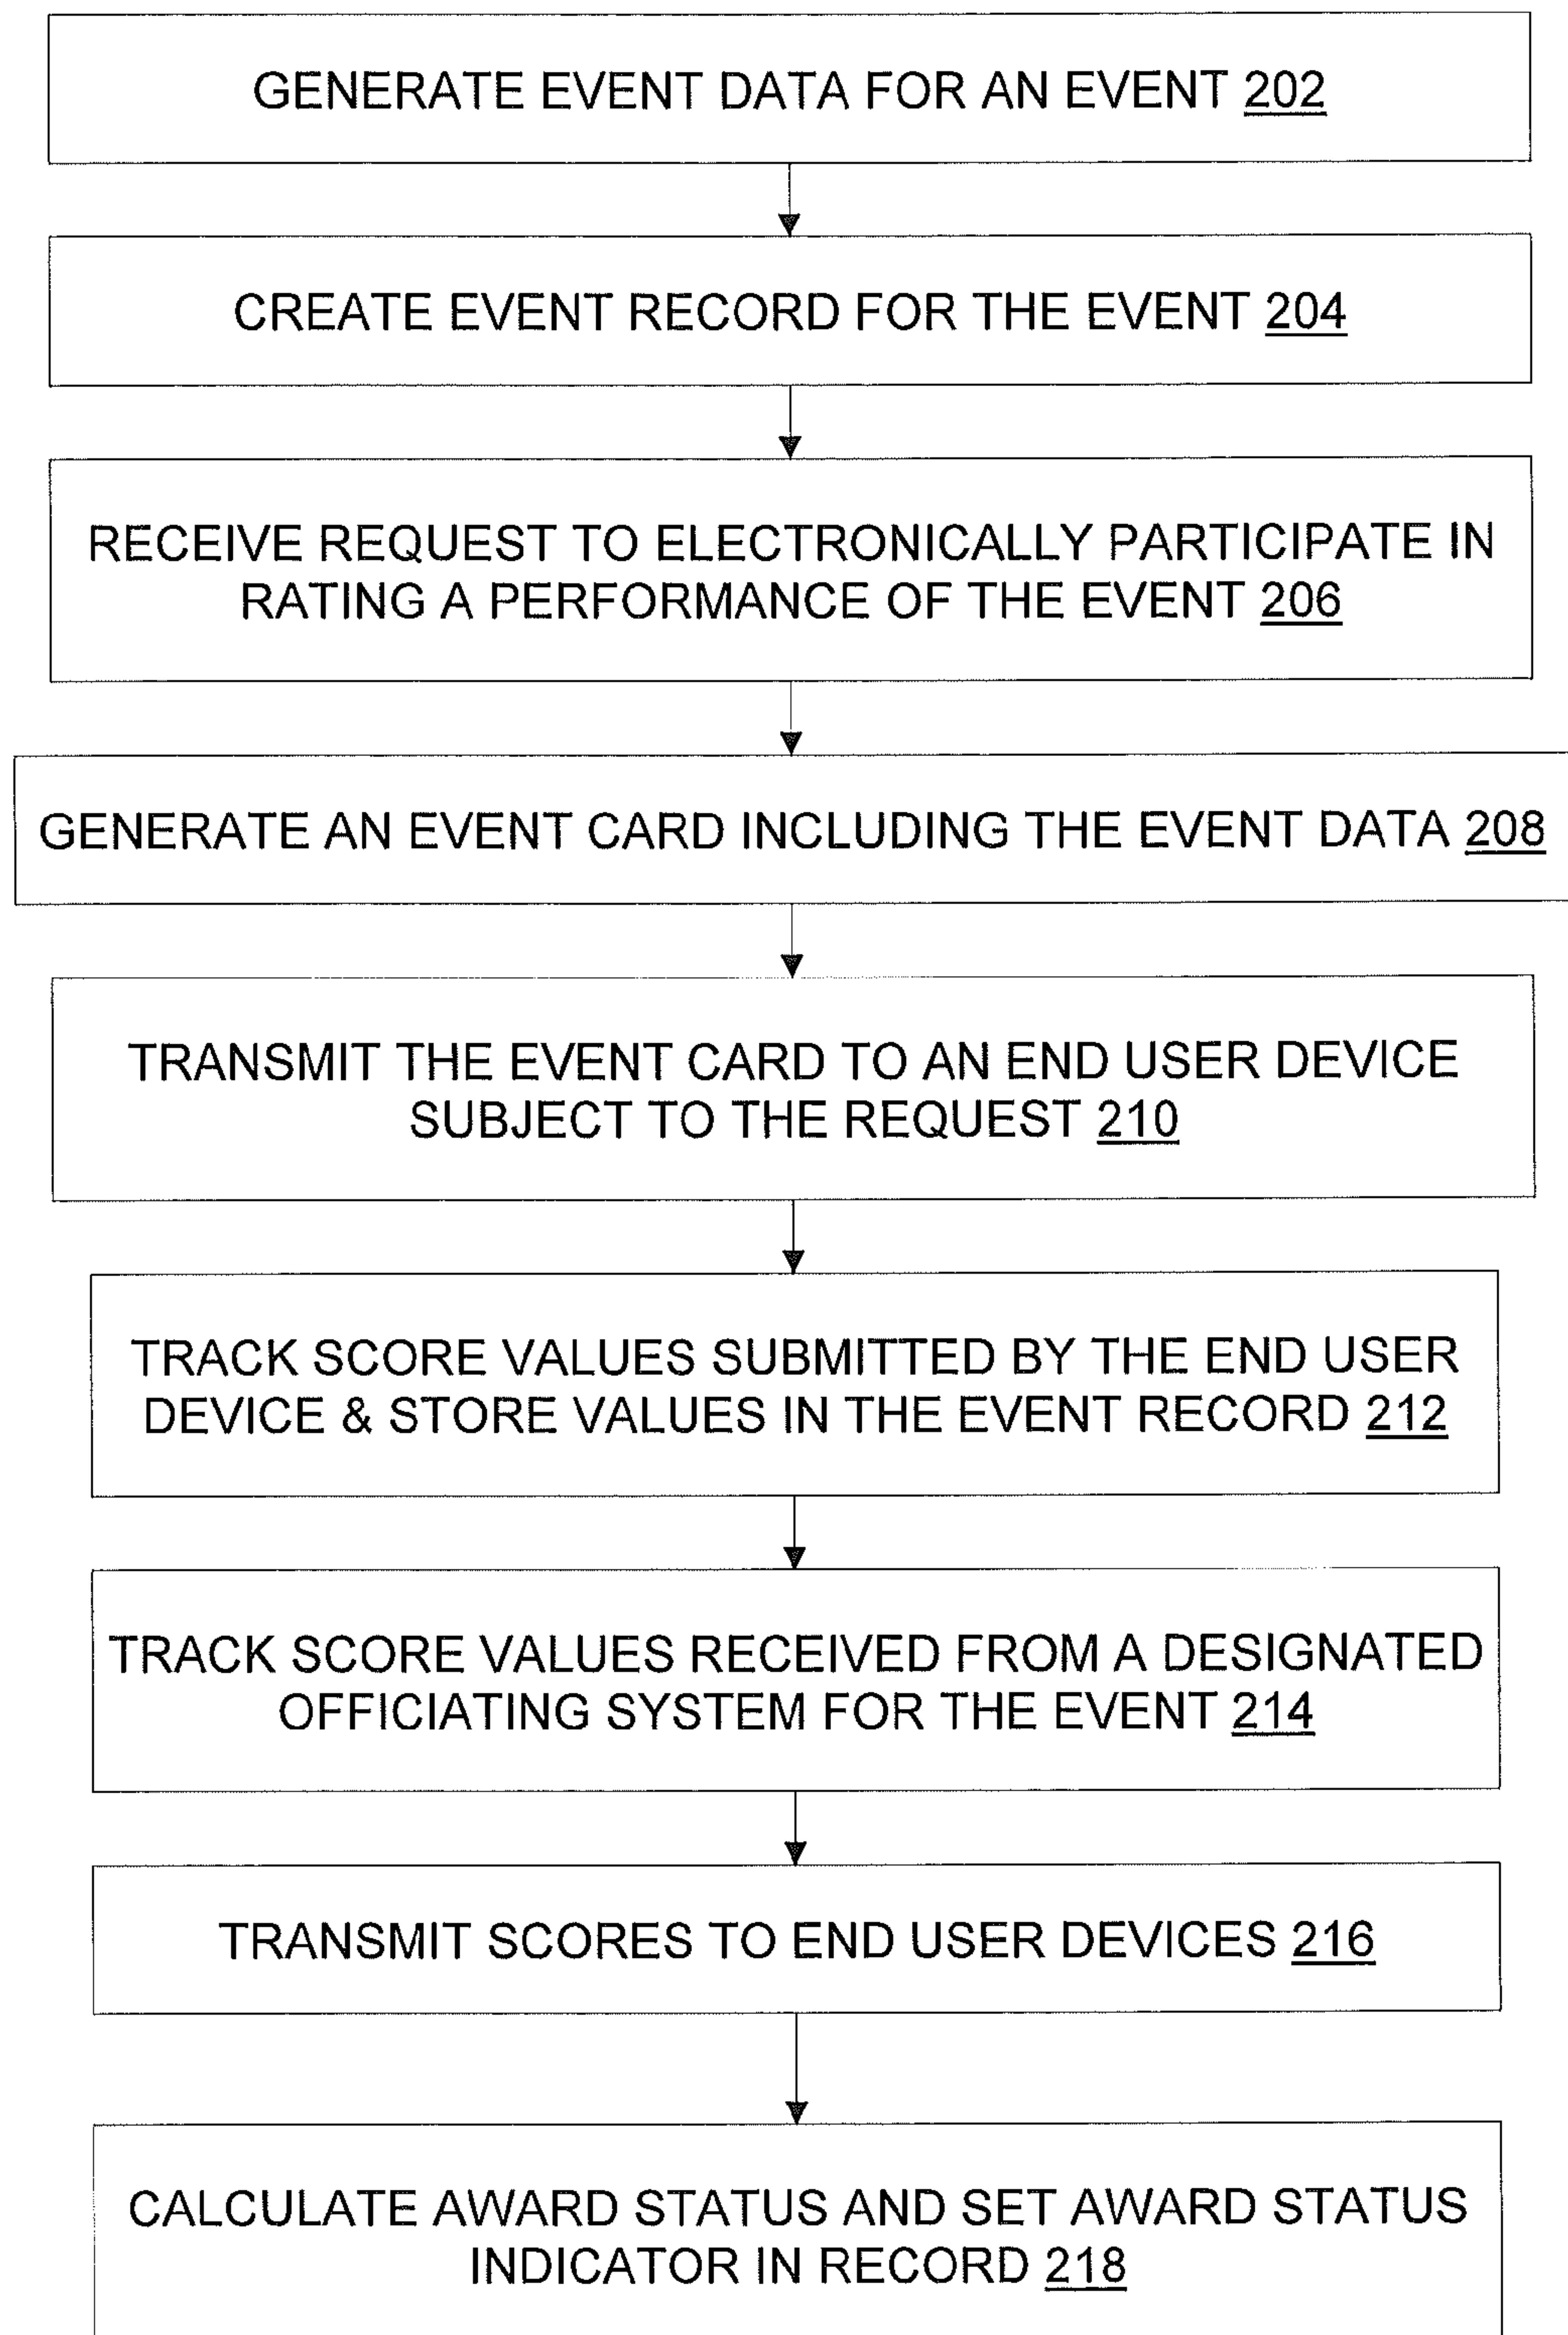 GENERATE EVENT DATA FOR AN EVENT 202
CREATE EVENT RECORD FOR THE EVENT 204
RECEIVE REQUEST TO ELECTRONICALLY PARTICIPATE IN
RATING A PERFORMANCE OF THE EVENT 206
GENERATE AN EVENT CARD INCLUDING THE EVENT DATA 208
TRANSMIT THE EVENT CARD TO AN END USER DEVICE
SUBJECT TO THE REQUEST 210
TRACK SCORE VALUES SUBMITTED BY THE END USER
DEVICE & STORE VALUES IN THE EVENT RECORD 212
TRACK SCORE VALUES RECEIVED FROM A DESIGNATED
OFFICIATING SYSTEM FOR THE EVENT 214
TRANSMIT SCORES TO END USER DEVICES 216
CALCULATE AWARD STATUS AND SET AWARD STATUS
INDICATOR IN RECORD 218